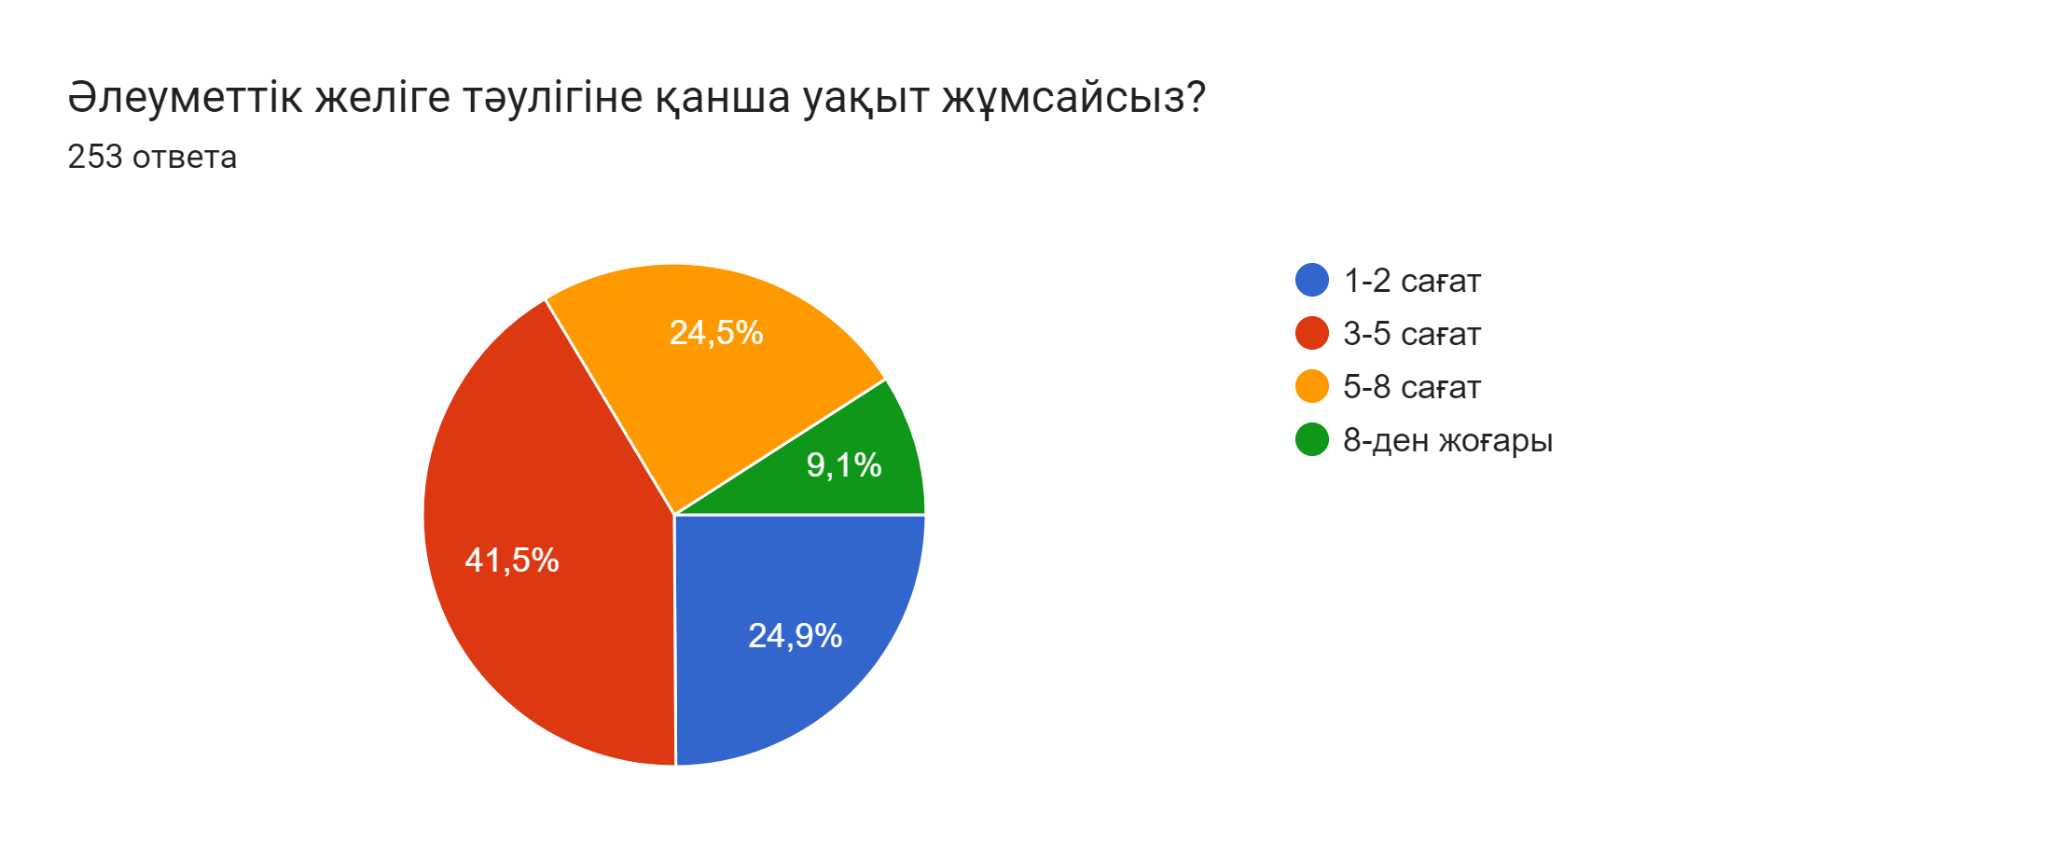 Әлеуметтік желіге тәулігіне қанша уақыт жұмсайсыз?
253 ответа
24,5%
9,1%
41,5%
24,9%
1-2 сағат
3-5 сағат
5-8 сағат
8-ден жоғары